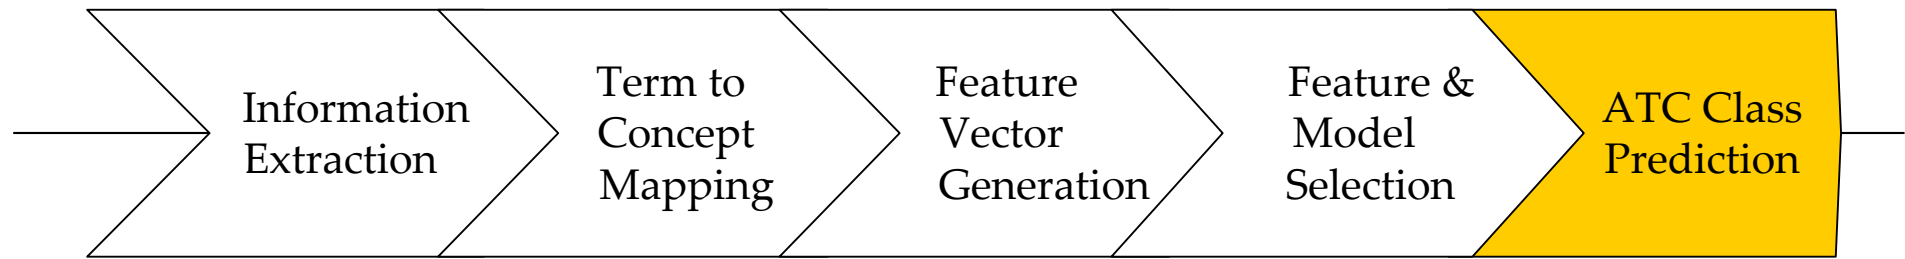 Information
Extraction
Term to
Concept
Mapping
Feature
Vector
Generation
Feature &
Model
Selection
ATC Class
Prediction